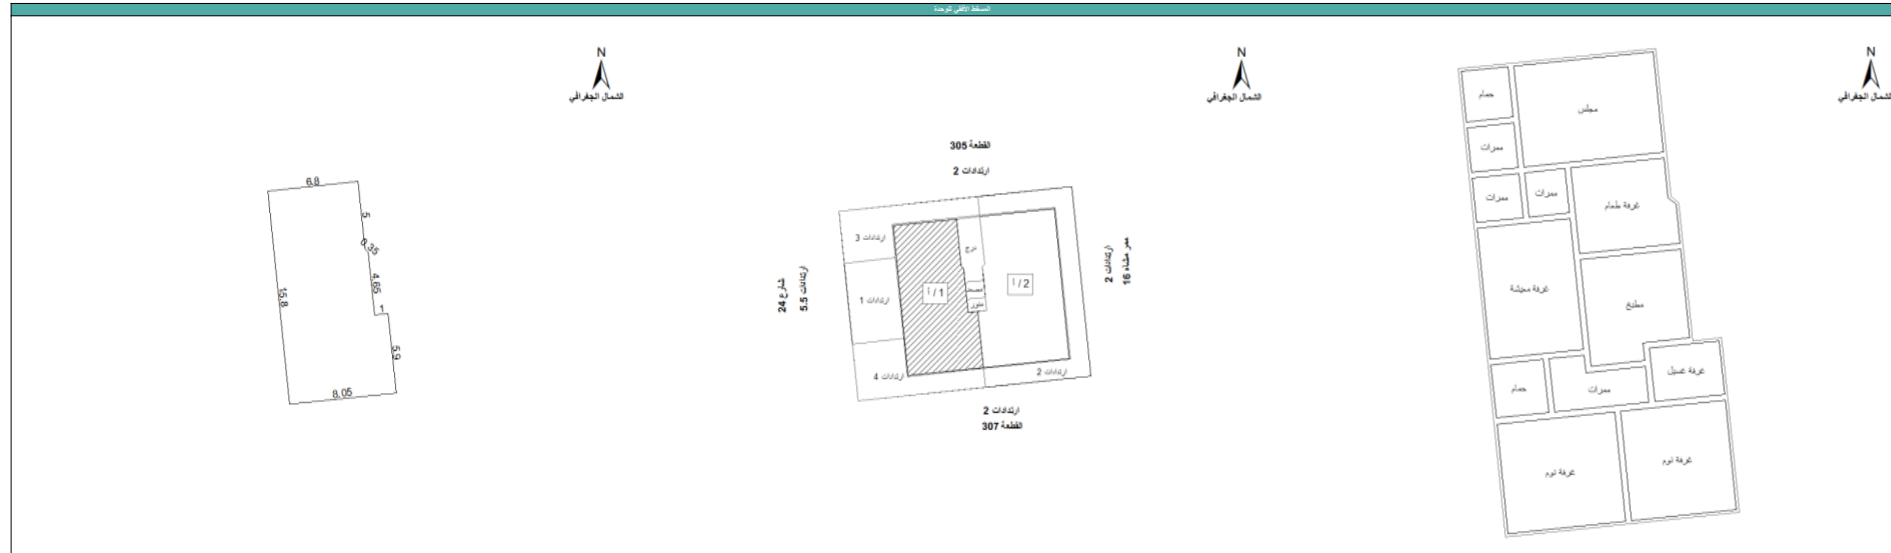 المسقط الأفقي للوحدة
N
الشمال الجغرافي
6.8
5
0.35
4.65
1
5.9
8.05
15.8
N
الشمال الجغرافي
القطعة 305
ارتدادات 2
ارتدادات 3
درج
ارتدادات 1
أ / 1
مصعد
منور
أ / 2
ارتدادات 4
ارتدادات 2
شارع 24
ارتدادات 5.5
ارتدادات 2
ممر مشاه 16
ارتدادات 2
القطعة 307
N
الشمال الجغرافي
حمام
مجلس
ممرات
ممرات
ممرات
غرفة طعام
غرفة معيشة
مطبخ
حمام
ممرات
غرفة غسيل
غرفة نوم
غرفة نوم